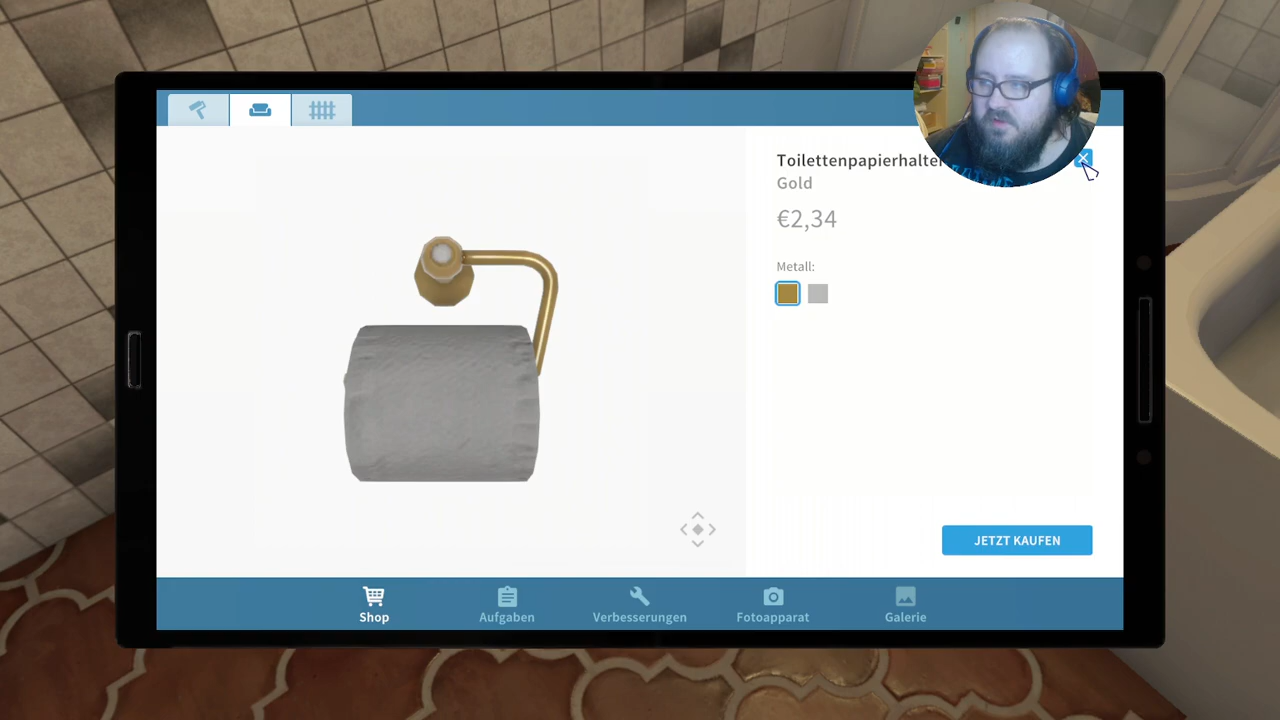 Toilettenpapierhalter
Gold
€2,34
Metall:
JETZT KAUFEN
Shop
Aufgaben
Verbesserungen
Fotoapparat
Galerie